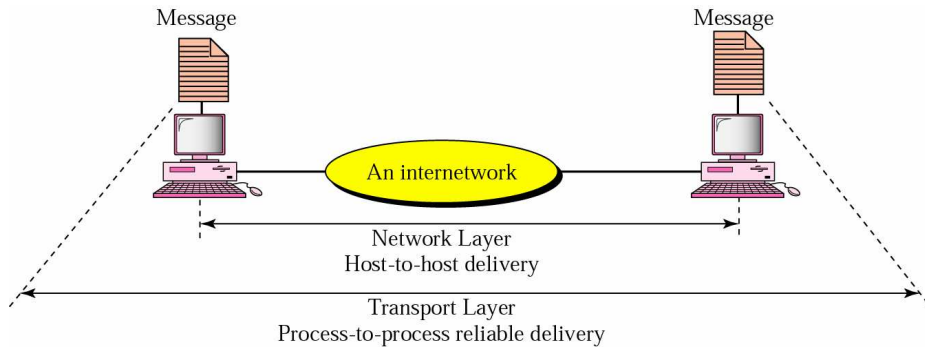 Message
Message
An internetwork
Network Layer
Host-to-host delivery
Transport Layer
Process-to-process reliable delivery